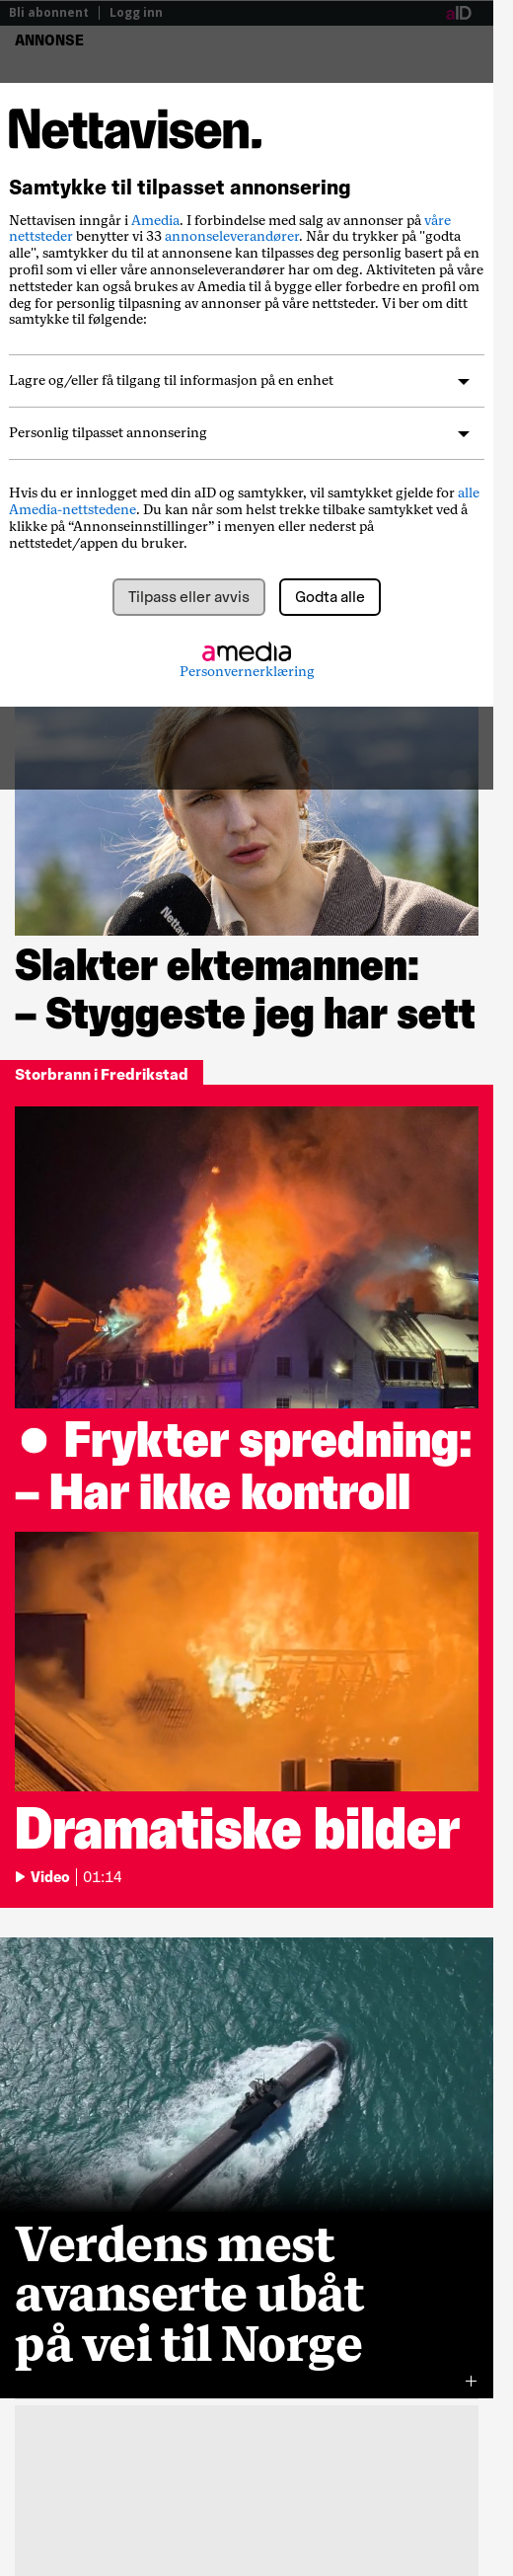 Bli abonnent | Logg inn
aID
ANNONSE
Nettavisen.
Samtykke til tilpasset annonsering
Nettavisen inngår i Amedia. I forbindelse med salg av annonser på våre
nettsteder benytter vi 33 annonseleverandører. Når du trykker på "godta
alle", samtykker du til at annonsene kan tilpasses deg personlig basert på en
profil som vi eller våre annonseleverandører har om deg. Aktiviteten på våre
nettsteder kan også brukes av Amedia til å bygge eller forbedre en profil om
deg for personlig tilpasning av annonser på våre nettsteder. Vi ber om ditt
samtykke til følgende:
Lagre og/eller få tilgang til informasjon på en enhet
Personlig tilpasset annonsering
Hvis du er innlogget med din aID og samtykker, vil samtykket gjelde for alle
Amedia-nettstedene. Du kan når som helst trekke tilbake samtykket ved å
klikke på “Annonseinnstillinger” i menyen eller nederst på
nettstedet/appen du bruker.
Tilpass eller avvis
Godta alle
amedia
Personvernerklæring
Nettavis
Slakter ektemannen:
– Styggeste jeg har sett
Storbrann i Fredrikstad
● Frykter spredning:
– Har ikke kontroll
Dramatiske bilder
Video | 01:14
Verdens mest
avanserte ubåt
på vei til Norge
+